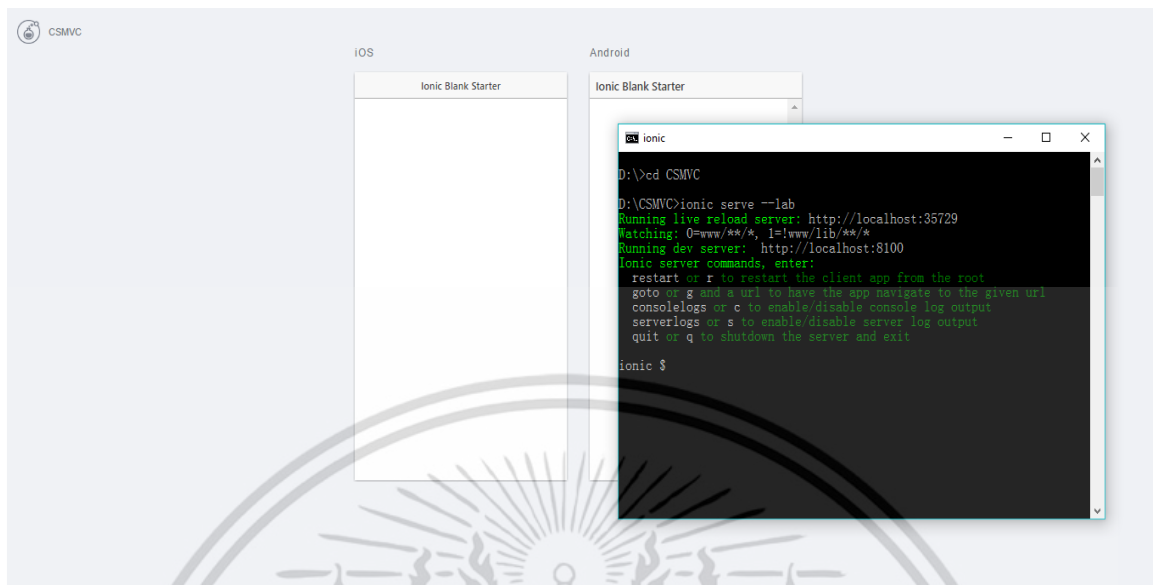 CSMVC
iOS
Android
Ionic Blank Starter
Ionic Blank Starter
ionic
D:\>cd CSMVC
D:\CSMVC>ionic serve --lab
Running live reload server: http://localhost:35729
Watching: 0=www/**/*, 1=!www/lib/**/*
Running dev server:  http://localhost:8100
Ionic server commands, enter:
  restart or r to restart the client app from the root
  goto or g and a url to have the app navigate to the given url
  consolelogs or c to enable/disable console log output
  serverlogs or s to enable/disable server log output
  quit or q to shutdown the server and exit
ionic $